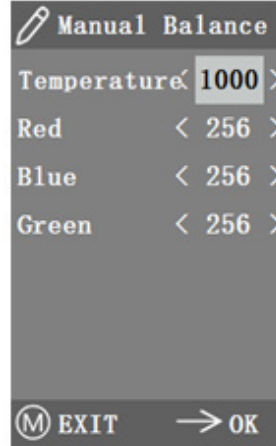 Manual Balance
Temperature < 1000 >
Red < 256 >
Blue < 256 >
Green < 256 >
M EXIT → OK